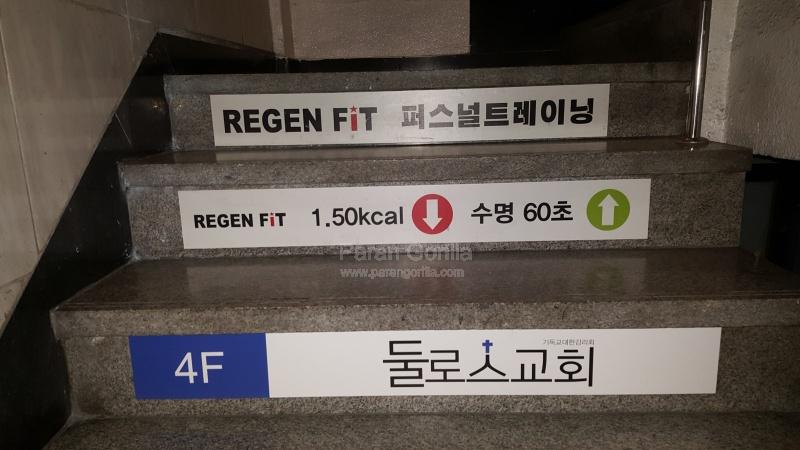 REGEN FiT 퍼스널트레이닝
REGEN FiT 1.50kcal 수명 60초
Paran Gorilla
www.parangorilla.com
4F 기독교대한감리회
둘로스교회